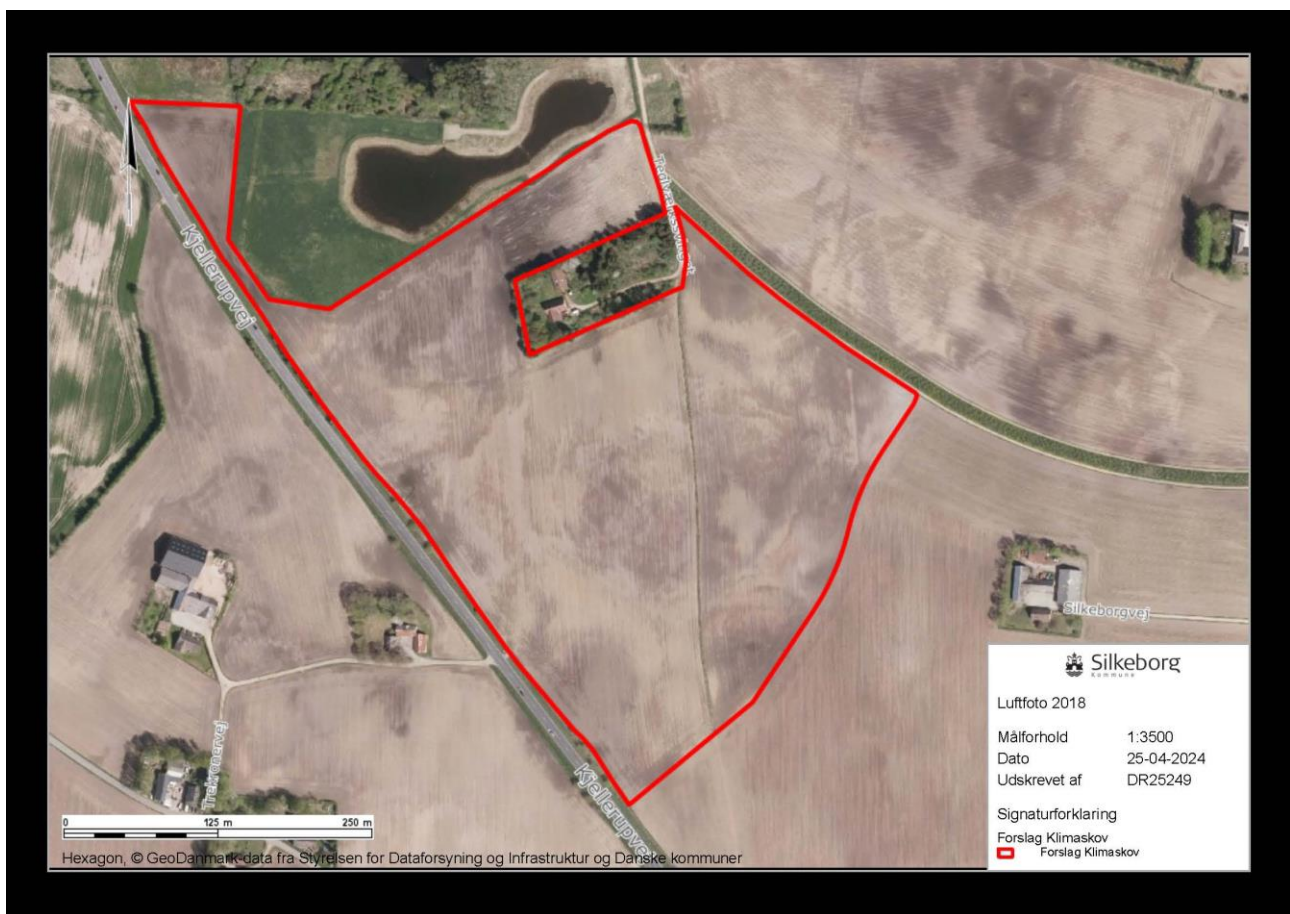 Kjellerupvej
Silkeborgvej
Trekronervej
Kjellerupvej
Silkeborg
Kommune
Luftfoto 2018
Målforhold 1:3500
Dato 25-04-2024
Udskrevet af DR25249
Signaturforklaring
Forslag Klimaskov
Forslag Klimaskov
0 125 m 250 m
Hexagon, © GeoDanmark-data fra Styrelsen for Dataforsyning og Infrastruktur og Danske kommuner